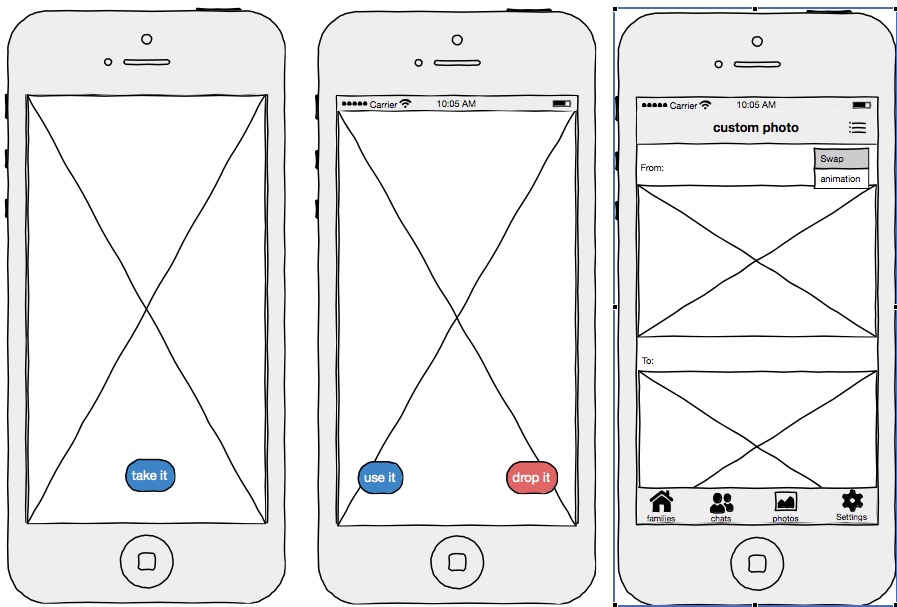 take it
Carrier 10:05 AM
use it drop it
Carrier 10:05 AM
custom photo
Swap
From:
animation
To:
families chats photos Settings